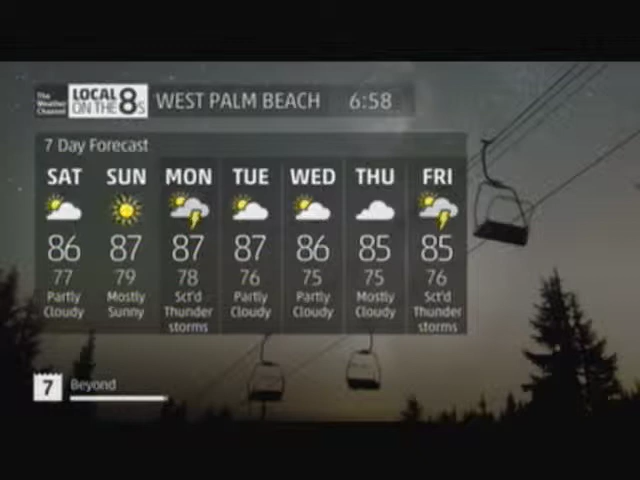 The Weather Channel
LOCAL ON THE 8s
WEST PALM BEACH 6:58
7 Day Forecast
SAT SUN MON TUE WED THU FRI
86 87 87 87 86 85 85
77 79 78 76 75 75 76
Partly Mostly Sct'd Partly Partly Mostly Sct'd
Cloudy Sunny Thunder Cloudy Cloudy Cloudy Thunder
storms storms
7 Beyond